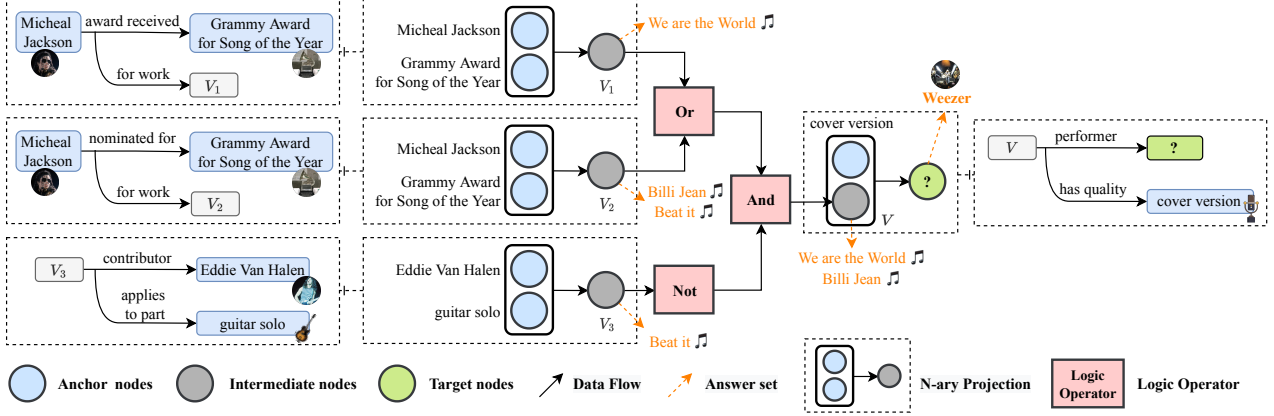 Micheal
Jackson
award received
Grammy Award
for Song of the Year
for work
V1
Micheal Jackson
Grammy Award
for Song of the Year
V1
We are the World
Or
Micheal
Jackson
nominated for
Grammy Award
for Song of the Year
for work
V2
Micheal Jackson
Grammy Award
for Song of the Year
V2
Billi Jean
Beat it
And
V3
contributor
Eddie Van Halen
applies
to part
guitar solo
Eddie Van Halen
guitar solo
V3
Beat it
Not
cover version
V
?
Weezer
We are the World
Billi Jean
V
performer
?
has quality
cover version
Anchor nodes
Intermediate nodes
Target nodes
Data Flow
Answer set
N-ary Projection
Logic
Operator
Logic Operator